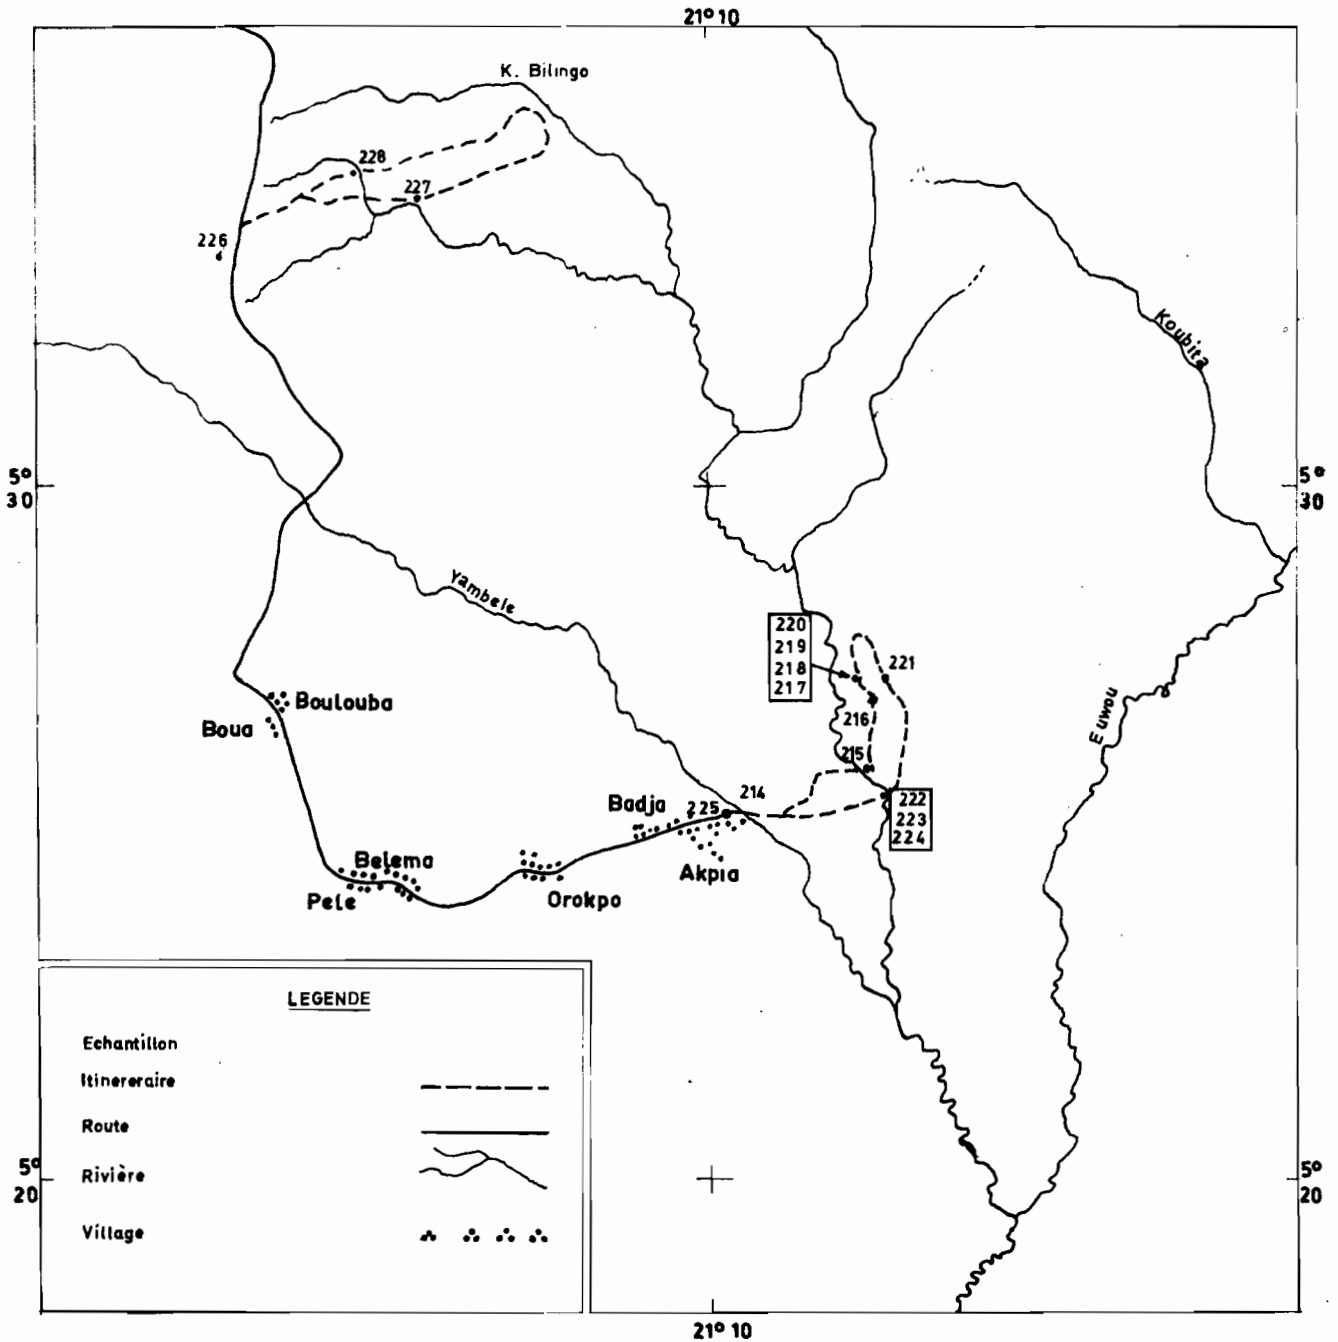 21° 10
K. Bilingo
228
227
226
Koubita
5°
30
5°
30
Yambele
220
219
218
217
221
216
215
Boulouba
Boua
Euwou
214
Badja
225
222
223
224
Akpia
Belema
Pele
Orokpo
LEGENDE
Echantillon
Itinereraire
Route
Rivière
Village
5°
20
5°
20
21° 10